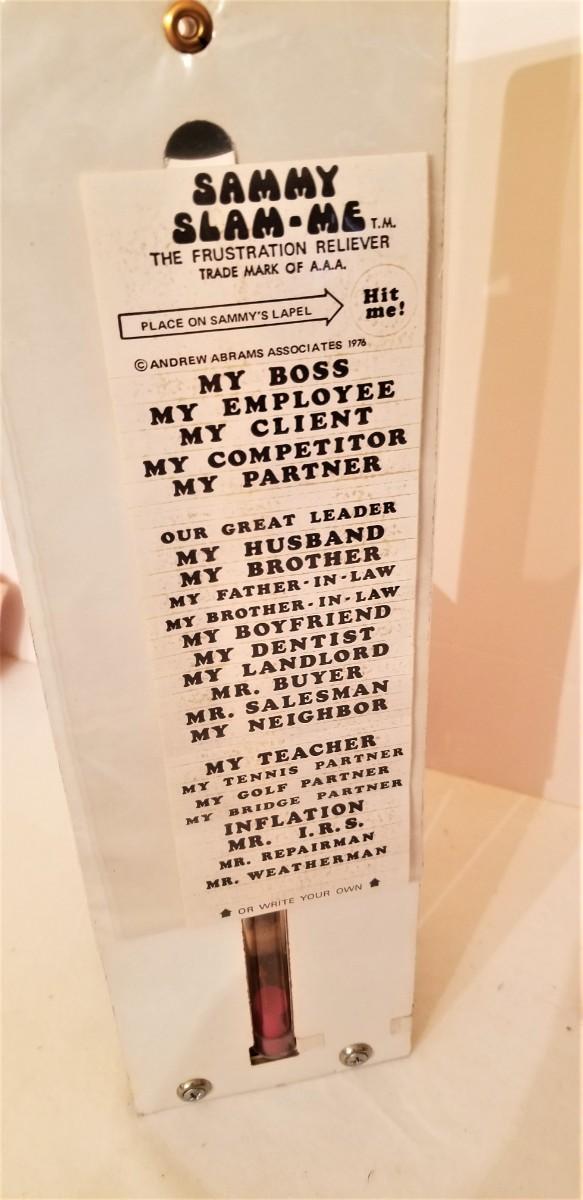 SAMMY
SLAM-ME T.M.
THE FRUSTRATION RELIEVER
TRADE MARK OF A.A.A.
PLACE ON SAMMY'S LAPEL
Hit
me!
© ANDREW ABRAMS ASSOCIATES 1976
MY BOSS
MY EMPLOYEE
MY CLIENT
MY COMPETITOR
MY PARTNER
OUR GREAT LEADER
MY HUSBAND
MY BROTHER
MY FATHER-IN-LAW
MY BROTHER-IN-LAW
MY BOYFRIEND
MY DENTIST
MY LANDLORD
MR. BUYER
MR. SALESMAN
MY NEIGHBOR
MY TEACHER
MY TENNIS PARTNER
MY GOLF PARTNER
MY BRIDGE PARTNER
INFLATION
MR. I.R.S.
MR. REPAIRMAN
MR. WEATHERMAN
OR WRITE YOUR OWN